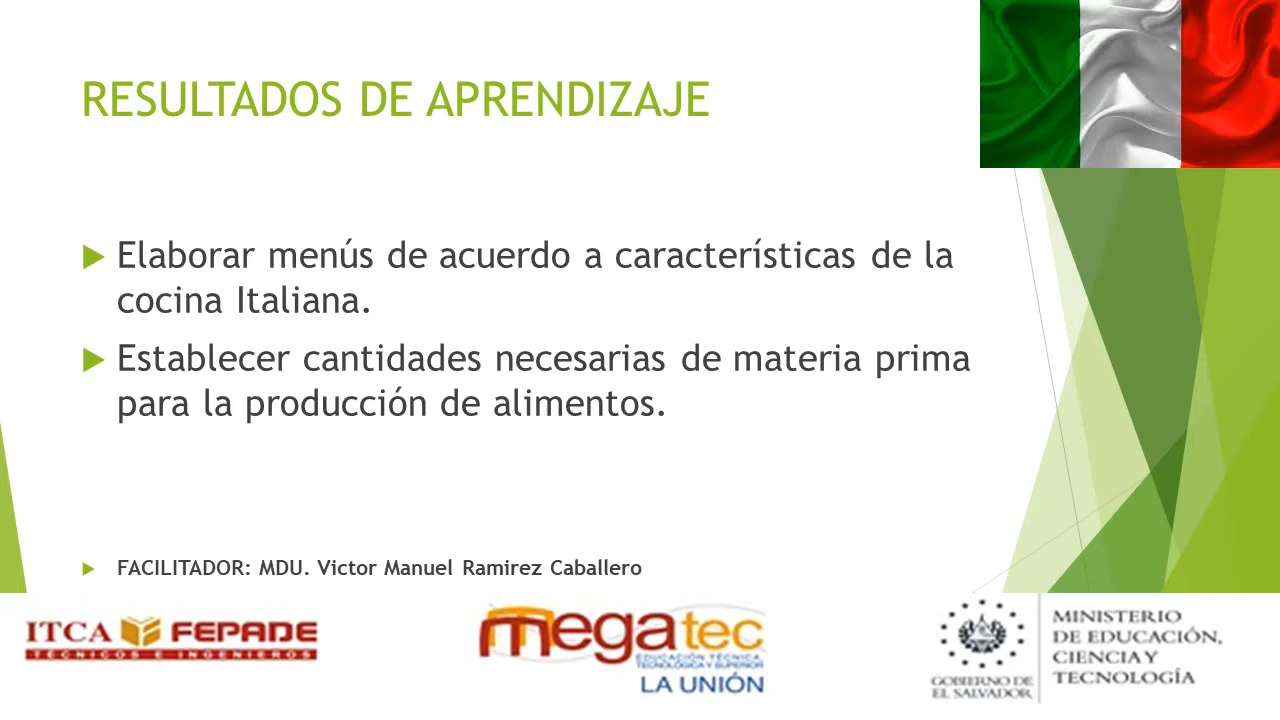 RESULTADOS DE APRENDIZAJE
Elaborar menús de acuerdo a características de la
cocina Italiana.
Establecer cantidades necesarias de materia prima
para la producción de alimentos.
FACILITADOR: MDU. Victor Manuel Ramirez Caballero
ITCA FEPADE
TÉCNICOS E INGENIEROS
megatec
EDUCACIÓN TÉCNICA,
TECNOLÓGICA Y SUPERIOR
LA UNIÓN
GOBIERNO DE
EL SALVADOR
MINISTERIO
DE EDUCACIÓN,
CIENCIA Y
TECNOLOGÍA